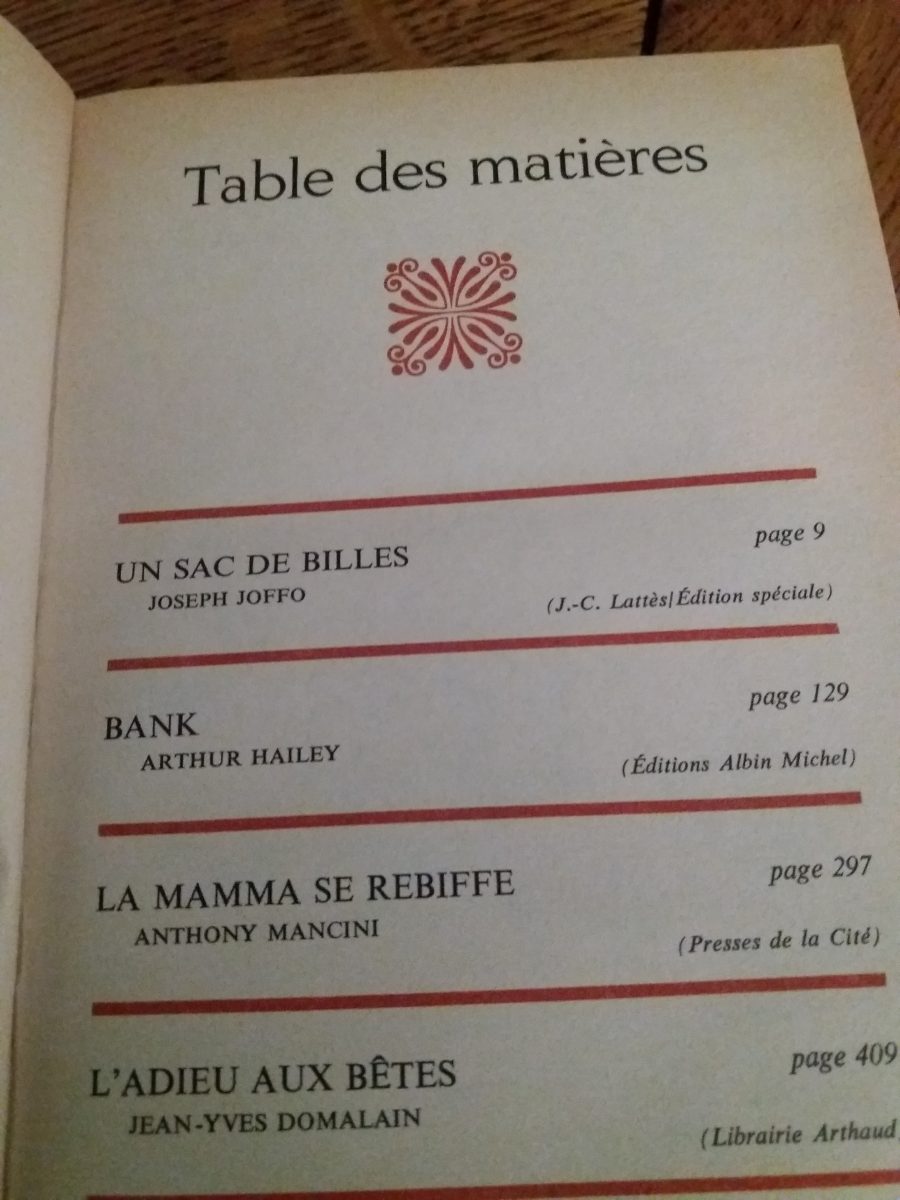 Table des matières
UN SAC DE BILLES page 9
JOSEPH JOFFO (J.-C. Lattès/Édition spéciale)
BANK page 129
ARTHUR HAILEY (Éditions Albin Michel)
LA MAMMA SE REBIFFE page 297
ANTHONY MANCINI (Presses de la Cité)
L'ADIEU AUX BÊTES page 409
JEAN-YVES DOMALAIN (Librairie Arthaud)